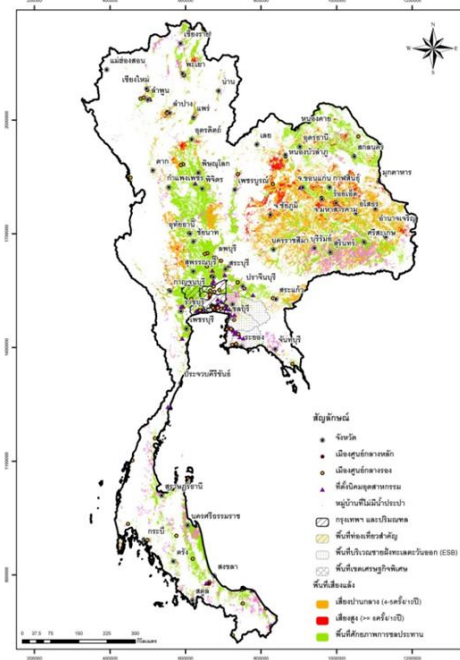 N
W E
S
เชียงราย
แม่ฮ่องสอน
พะเยา
เชียงใหม่
น่าน
ลำพูน
ลำปาง
แพร่
อุตรดิตถ์
หนองคาย
เลย
อุดรธานี
สกลนคร
หนองบัวลำภู
ตาก
พิษณุโลก
มุกดาหาร
กำแพงเพชร
พิจิตร
เพชรบูรณ์
จ.ขอนแก่น
กาฬสินธุ์
ร้อยเอ็ด
ยโสธร
จ.ชัยภูมิ
จ.มหาสารคาม
อำนาจเจริญ
อุทัยธานี
ชัยนาท
นครราชสีมา
บุรีรัมย์
สุรินทร์
ศรีสะเกษ
ลพบุรี
สุพรรณบุรี
สระบุรี
ปราจีนบุรี
กาญจนบุรี
สระแก้ว
ราชบุรี
ชลบุรี
เพชรบุรี
ระยอง
จันทบุรี
ประจวบคีรีขันธ์
สุราษฎรธานี
นครศรีธรรมราช
กระบี่
ตรัง
สงขลา
สตูล
สัญลักษณ์
จังหวัด
เมืองศูนย์กลางหลัก
เมืองศูนย์กลางรอง
ที่ตั้งนิคมอุตสาหกรรม
หมู่บ้านที่ไม่มีน้ำประปา
กรุงเทพฯ และปริมณฑล
พื้นที่ท่องเที่ยวสำคัญ
พื้นที่บริเวณชายฝั่งทะเลตะวันออก (ESB)
พื้นที่เขตเศรษฐกิจพิเศษ
พื้นที่เสี่ยงแล้ง
เสี่ยงปานกลาง (4-5ครั้ง/10ปี)
เสี่ยงสูง (>= 6ครั้ง/10ปี)
พื้นที่ศักยภาพการชลประทาน
0 37.5 75 150 225 300